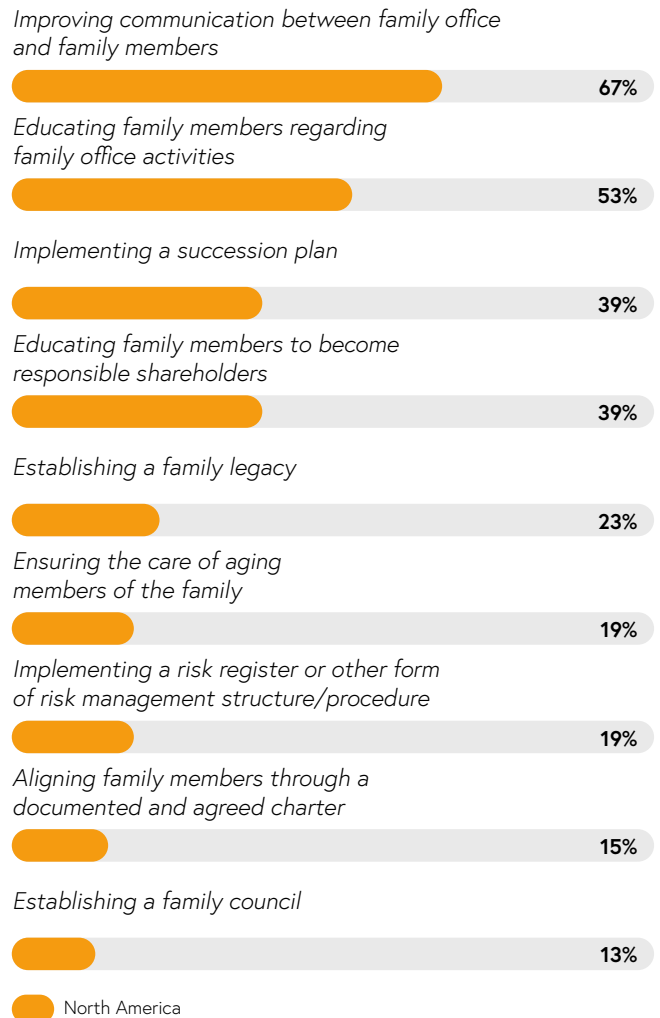 Improving communication between family office
and family members
67%
Educating family members regarding
family office activities
53%
Implementing a succession plan
39%
Educating family members to become
responsible shareholders
39%
Establishing a family legacy
23%
Ensuring the care of aging
members of the family
19%
Implementing a risk register or other form
of risk management structure/procedure
19%
Aligning family members through a
documented and agreed charter
15%
Establishing a family council
13%
North America